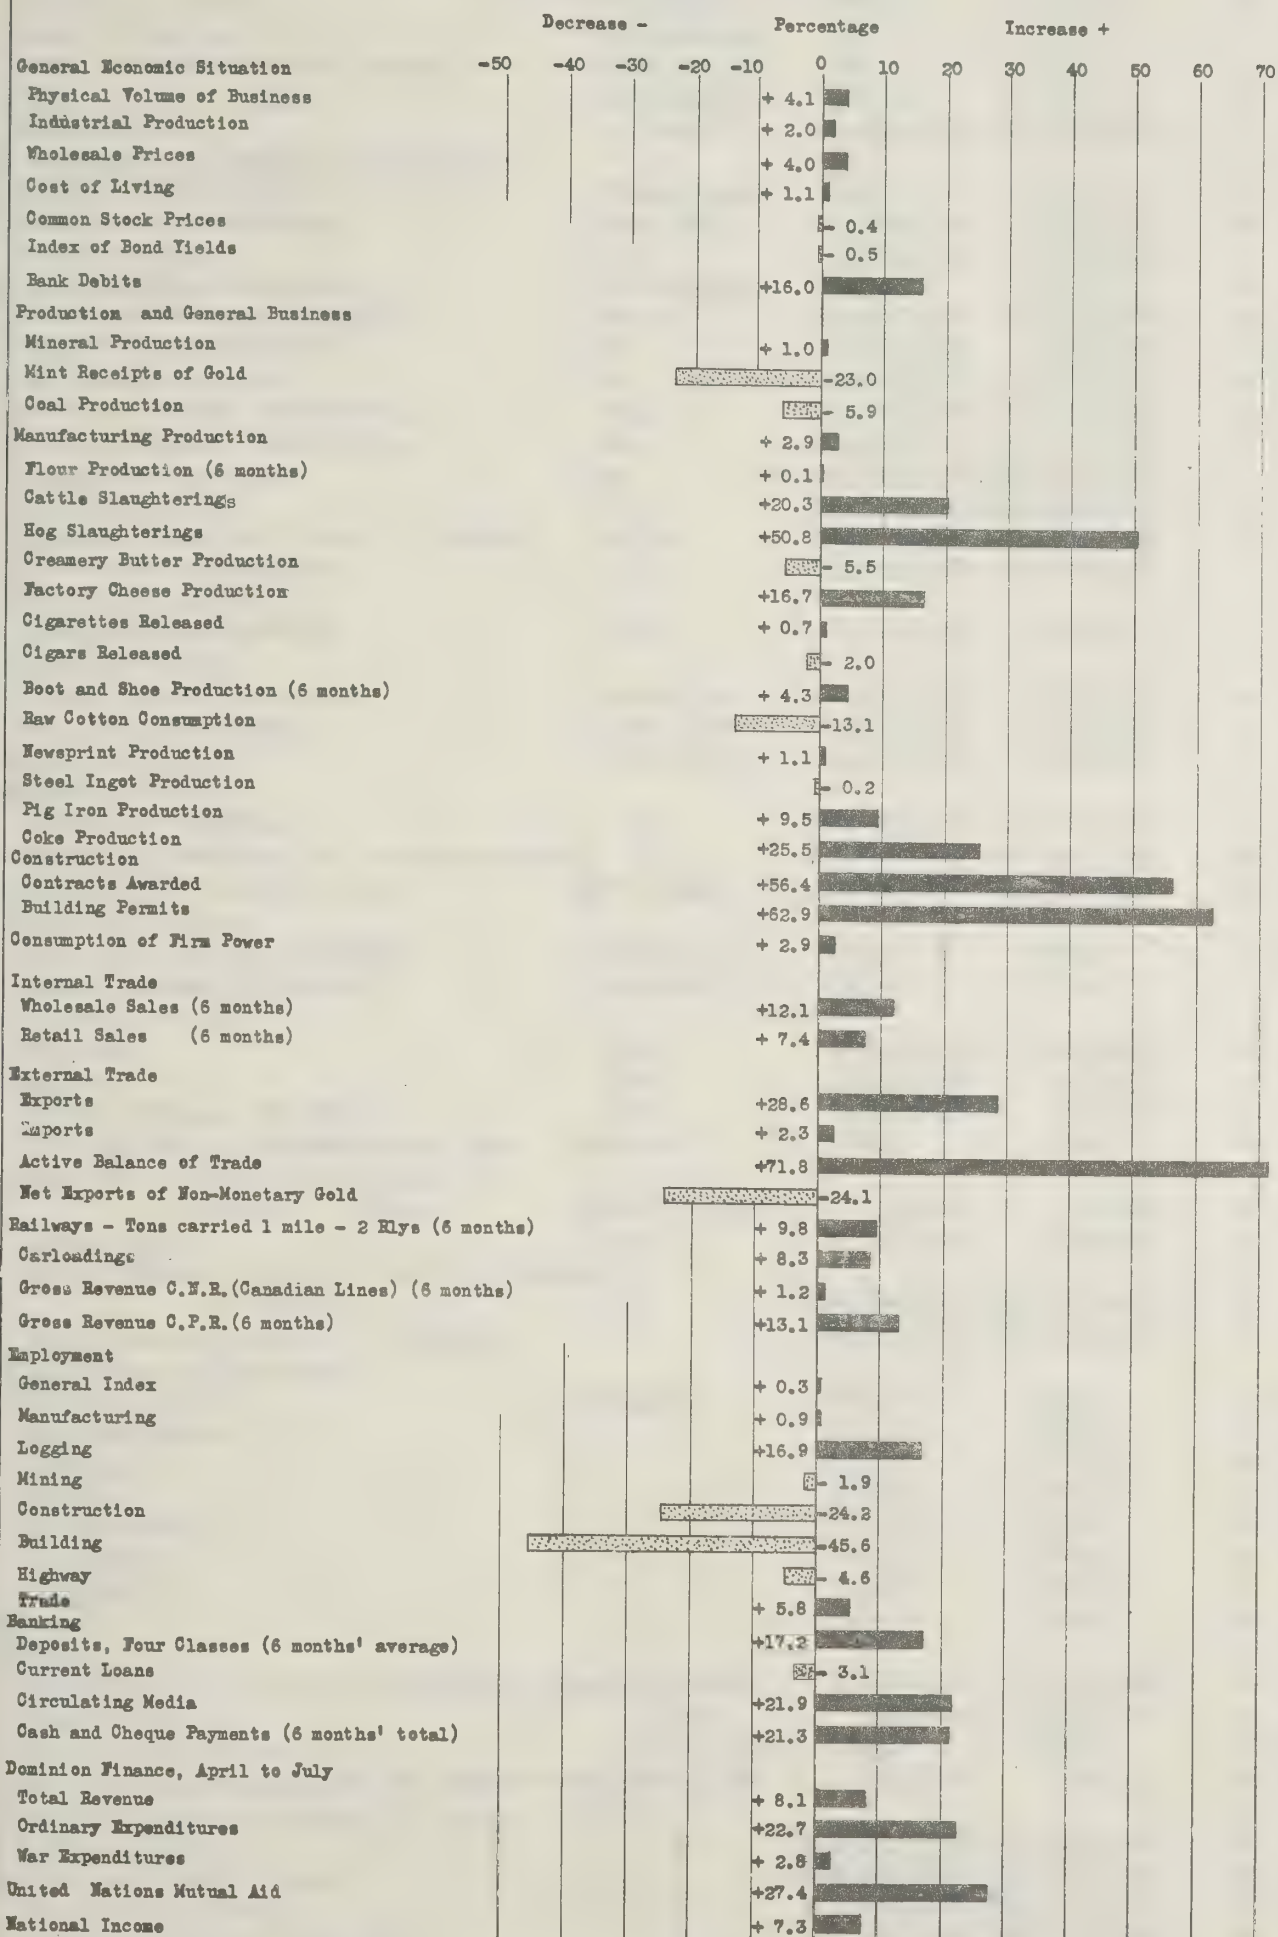 Decrease - Percentage Increase +
General Economic Situation -50 -40 -30 -20 -10 0 10 20 30 40 50 60 70
Physical Volume of Business + 4.1
Industrial Production + 2.0
Wholesale Prices + 4.0
Cost of Living + 1.1
Common Stock Prices - 0.4
Index of Bond Yields - 0.5
Bank Debits +16.0
Production and General Business
Mineral Production + 1.0
Mint Receipts of Gold -23.0
Coal Production - 5.9
Manufacturing Production + 2.9
Flour Production (6 months) + 0.1
Cattle Slaughterings +20.3
Hog Slaughterings +50.8
Creamery Butter Production - 5.5
Factory Cheese Production +16.7
Cigarettes Released + 0.7
Cigars Released - 2.0
Boot and Shoe Production (6 months) + 4.3
Raw Cotton Consumption -13.1
Newsprint Production + 1.1
Steel Ingot Production - 0.2
Pig Iron Production + 9.5
Coke Production +25.5
Construction
Contracts Awarded +56.4
Building Permits +62.9
Consumption of Firm Power + 2.9
Internal Trade
Wholesale Sales (6 months) +12.1
Retail Sales (6 months) + 7.4
External Trade
Exports +28.6
Imports + 2.3
Active Balance of Trade +71.8
Net Exports of Non-Monetary Gold -24.1
Railways - Tons carried 1 mile - 2 Rlys (6 months) + 9.8
Carloadings + 8.3
Gross Revenue C.N.R.(Canadian Lines) (6 months) + 1.2
Gross Revenue C.P.R.(6 months) +13.1
Employment
General Index + 0.3
Manufacturing + 0.9
Logging +16.9
Mining - 1.9
Construction -24.2
Building -45.6
Highway - 4.6
Trade + 5.8
Banking
Deposits, Four Classes (6 months' average) +17.2
Current Loans - 3.1
Circulating Media +21.9
Cash and Cheque Payments (6 months' total) +21.3
Dominion Finance, April to July
Total Revenue + 8.1
Ordinary Expenditures +22.7
War Expenditures + 2.8
United Nations Mutual Aid +27.4
National Income + 7.3